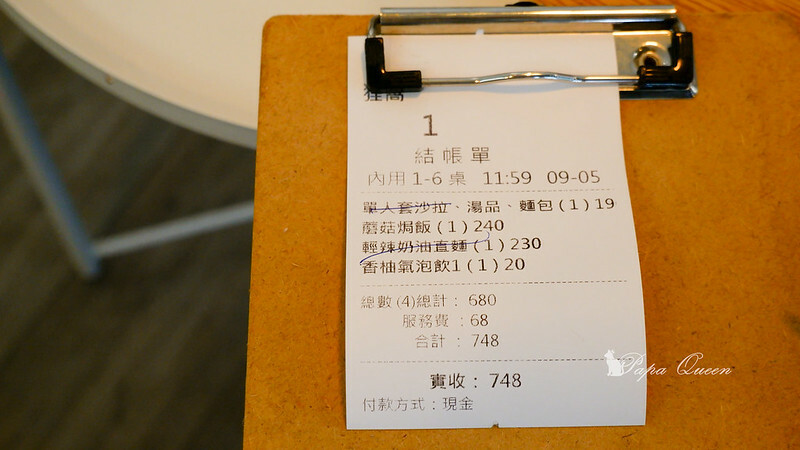 1
結帳單
內用 1-6 桌 11:59 09-05
單人套沙拉、湯品、麵包 (1) 19
蘑菇焗飯 (1) 240
輕辣奶油直麵 (1) 230
香柚氣泡飲1 (1) 20
總數 (4) 總計： 680
服務費 ：68
合計 ： 748
實收： 748
付款方式：現金
Papa Queen